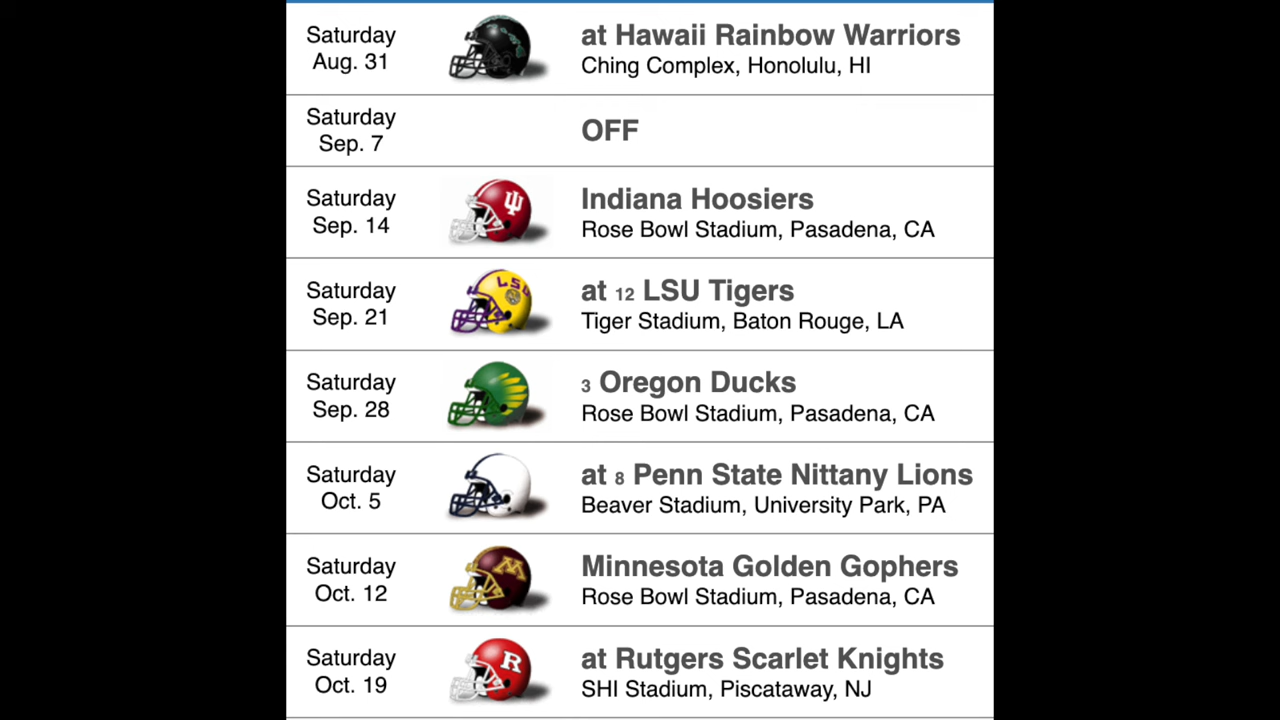 Saturday
Aug. 31
at Hawaii Rainbow Warriors
Ching Complex, Honolulu, HI
Saturday
Sep. 7
OFF
Saturday
Sep. 14
Indiana Hoosiers
Rose Bowl Stadium, Pasadena, CA
Saturday
Sep. 21
LSU
at 12 LSU Tigers
Tiger Stadium, Baton Rouge, LA
Saturday
Sep. 28
3 Oregon Ducks
Rose Bowl Stadium, Pasadena, CA
Saturday
Oct. 5
at 8 Penn State Nittany Lions
Beaver Stadium, University Park, PA
Saturday
Oct. 12
M
Minnesota Golden Gophers
Rose Bowl Stadium, Pasadena, CA
Saturday
Oct. 19
R
at Rutgers Scarlet Knights
SHI Stadium, Piscataway, NJ